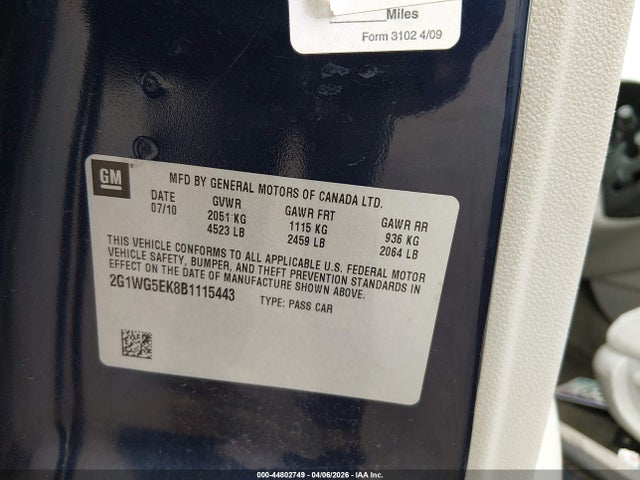 Miles
Form 3102 4/09
GM
MFD BY GENERAL MOTORS OF CANADA LTD.
DATE GVWR GAWR FRT GAWR RR
07/10 2051 KG 1115 KG 936 KG
4523 LB 2459 LB 2064 LB
THIS VEHICLE CONFORMS TO ALL APPLICABLE U.S. FEDERAL MOTOR
VEHICLE SAFETY, BUMPER, AND THEFT PREVENTION STANDARDS IN
EFFECT ON THE DATE OF MANUFACTURE SHOWN ABOVE.
2G1WG5EK8B1115443 TYPE: PASS CAR
000-44802749 - 04/06/2026 - IAA Inc.